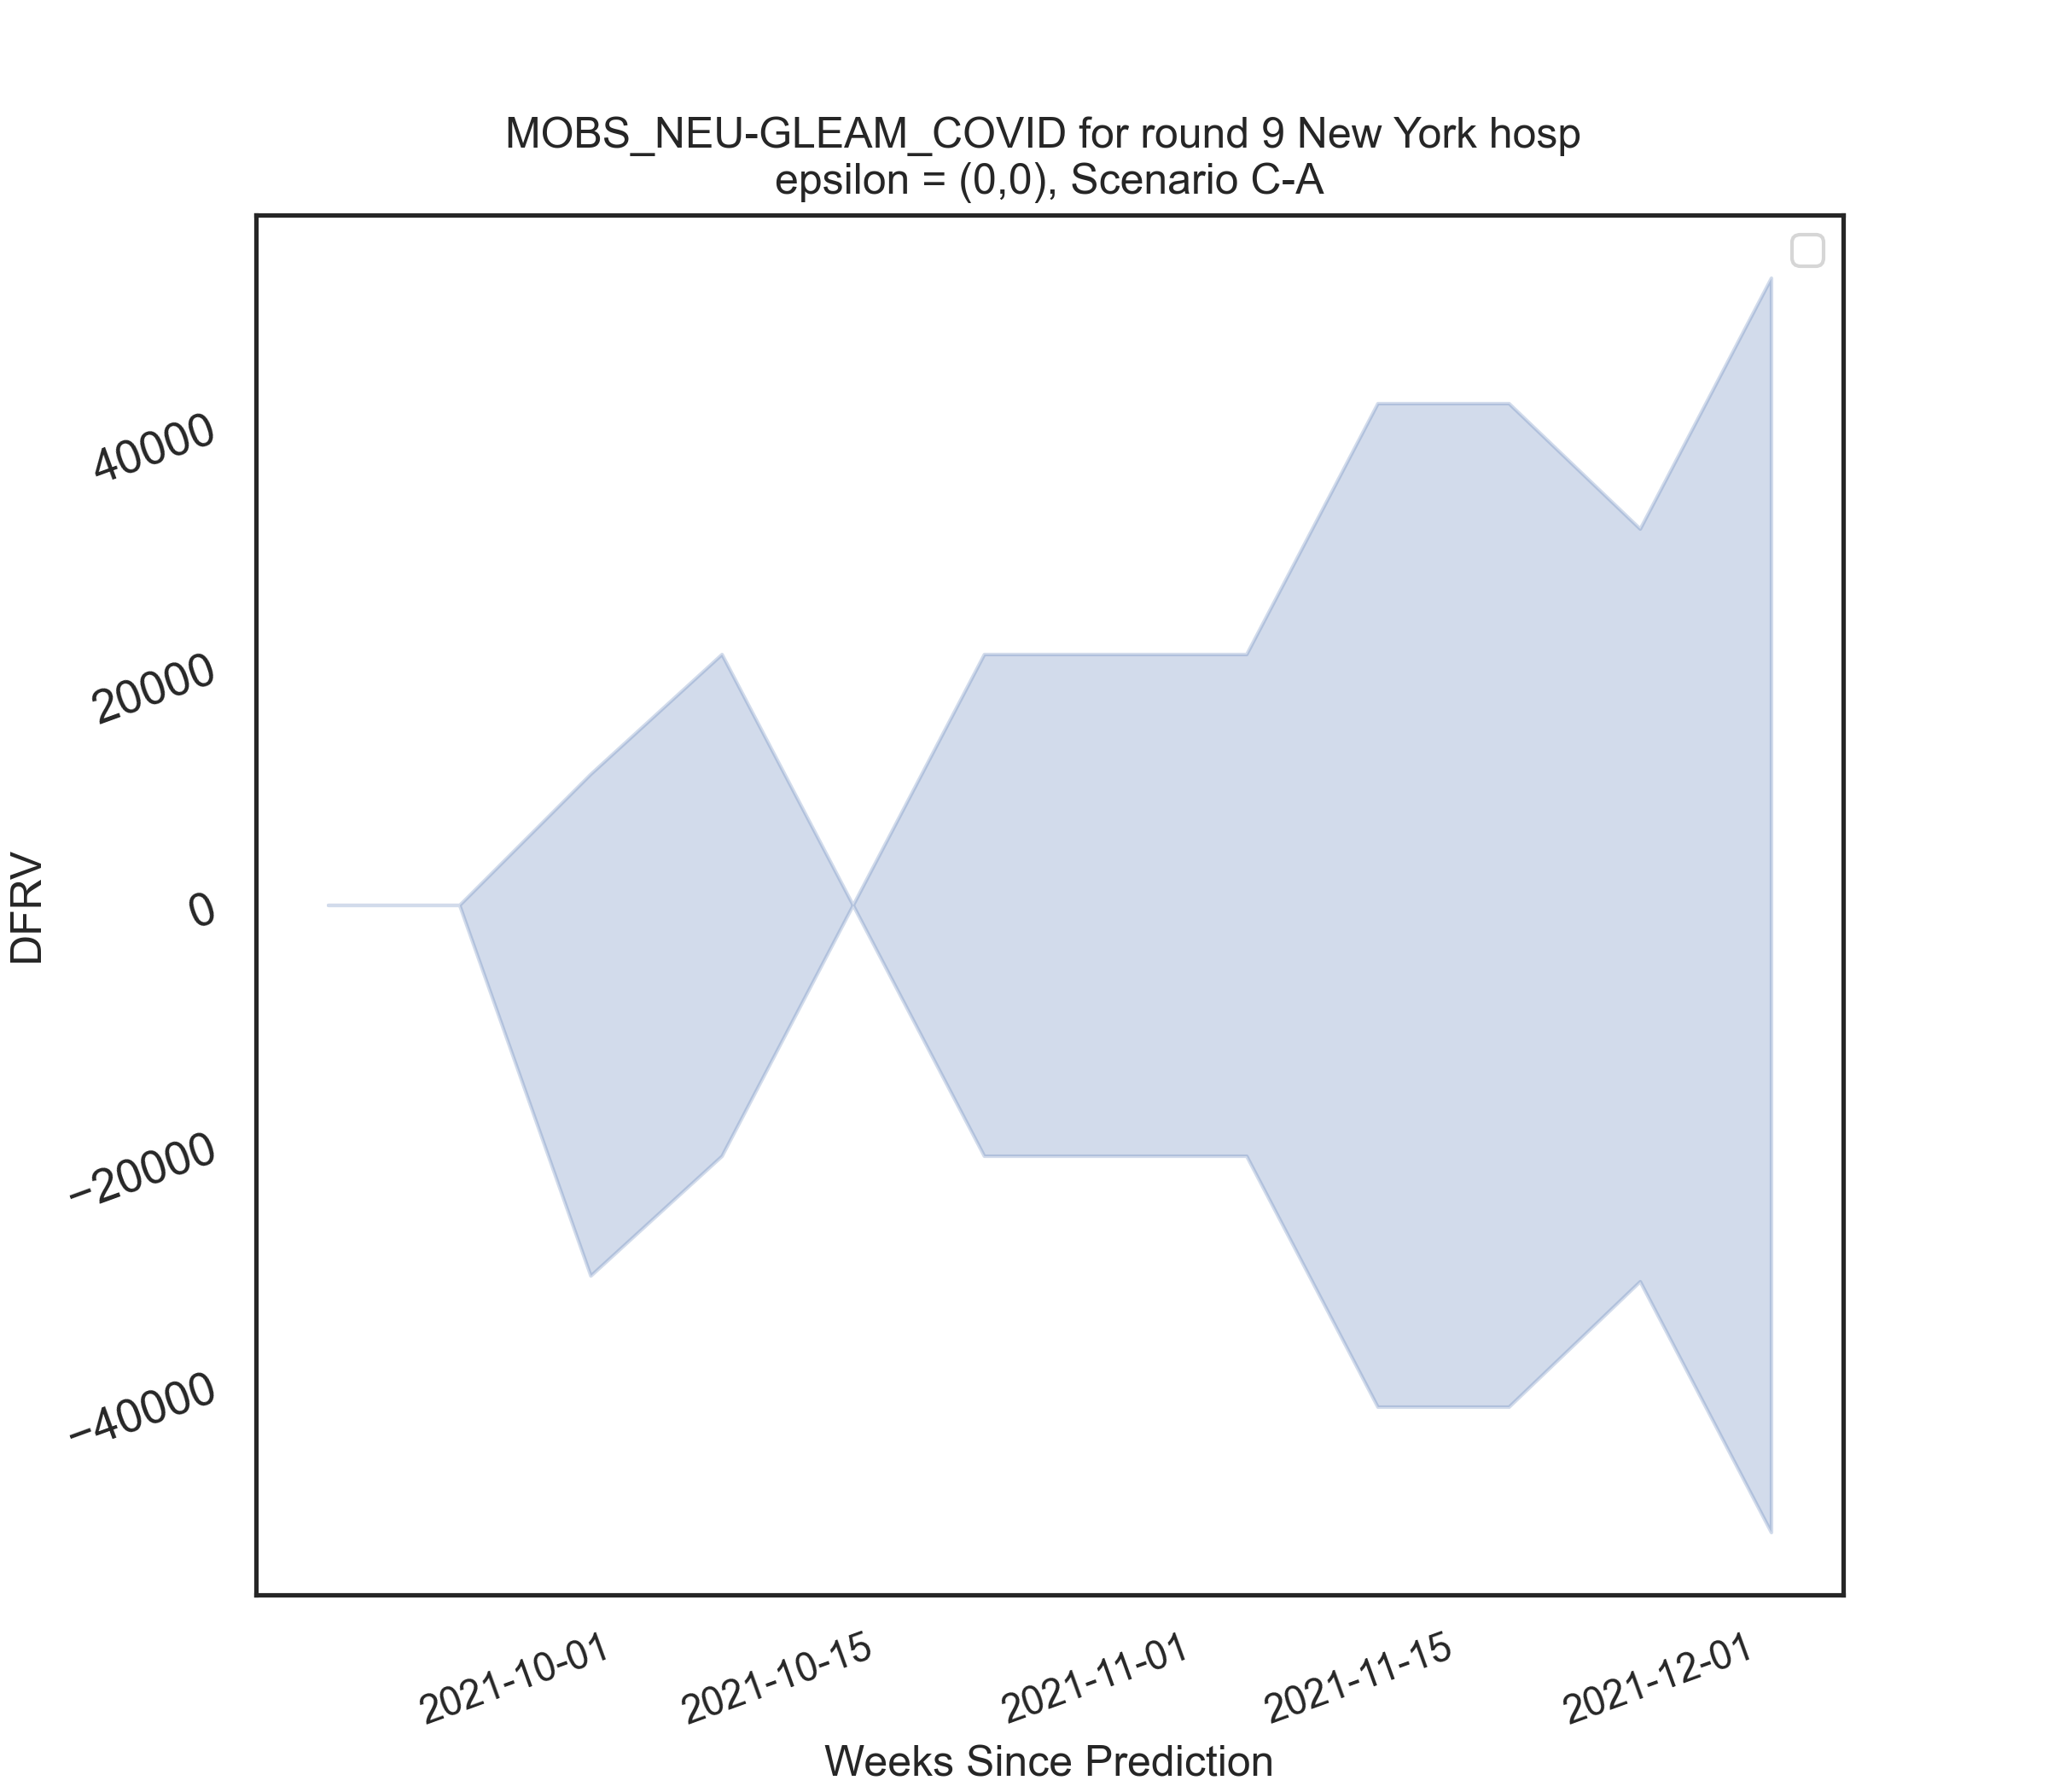 MOBS_NEU-GLEAM_COVID for round 9 New York hosp
epsilon = (0,0), Scenario C-A
40000
20000
0
−20000
−40000
DFRV
2021-10-01
2021-10-15
2021-11-01
2021-11-15
2021-12-01
Weeks Since Prediction